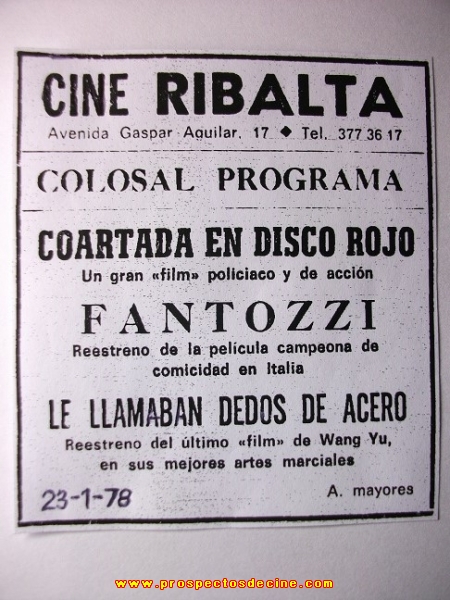 CINE RIBALTA
Avenida Gaspar Aguilar, 17 ◆ Tel. 377 36 17
COLOSAL PROGRAMA
COARTADA EN DISCO ROJO
Un gran «film» policiaco y de acción
FANTOZZI
Reestreno de la película campeona de
comicidad en Italia
LE LLAMABAN DEDOS DE ACERO
Reestreno del último «film» de Wang Yu,
en sus mejores artes marciales
23-1-78
A. mayores
www.prospectosdecine.com